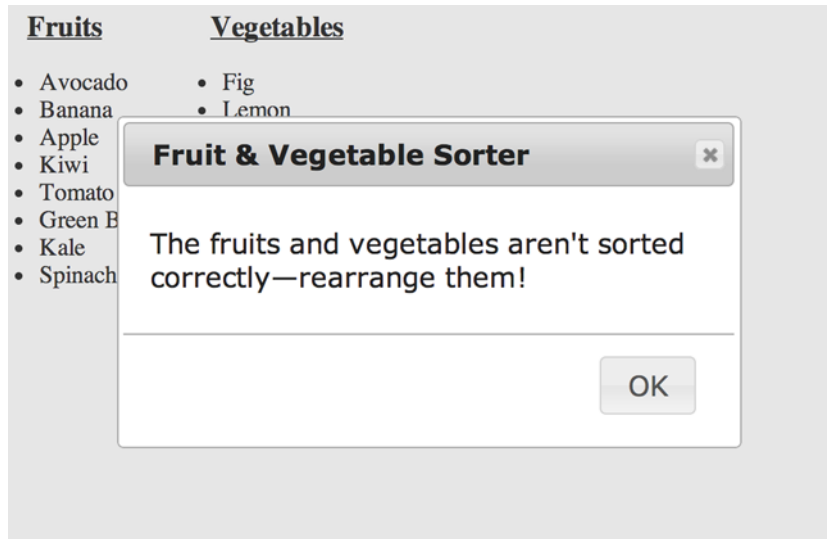 Fruits
Vegetables
Avocado
Banana
Apple
Kiwi
Tomato
Green B
Kale
Spinach
Fig
Lemon
Fruit & Vegetable Sorter
The fruits and vegetables aren't sorted
correctly—rearrange them!
OK